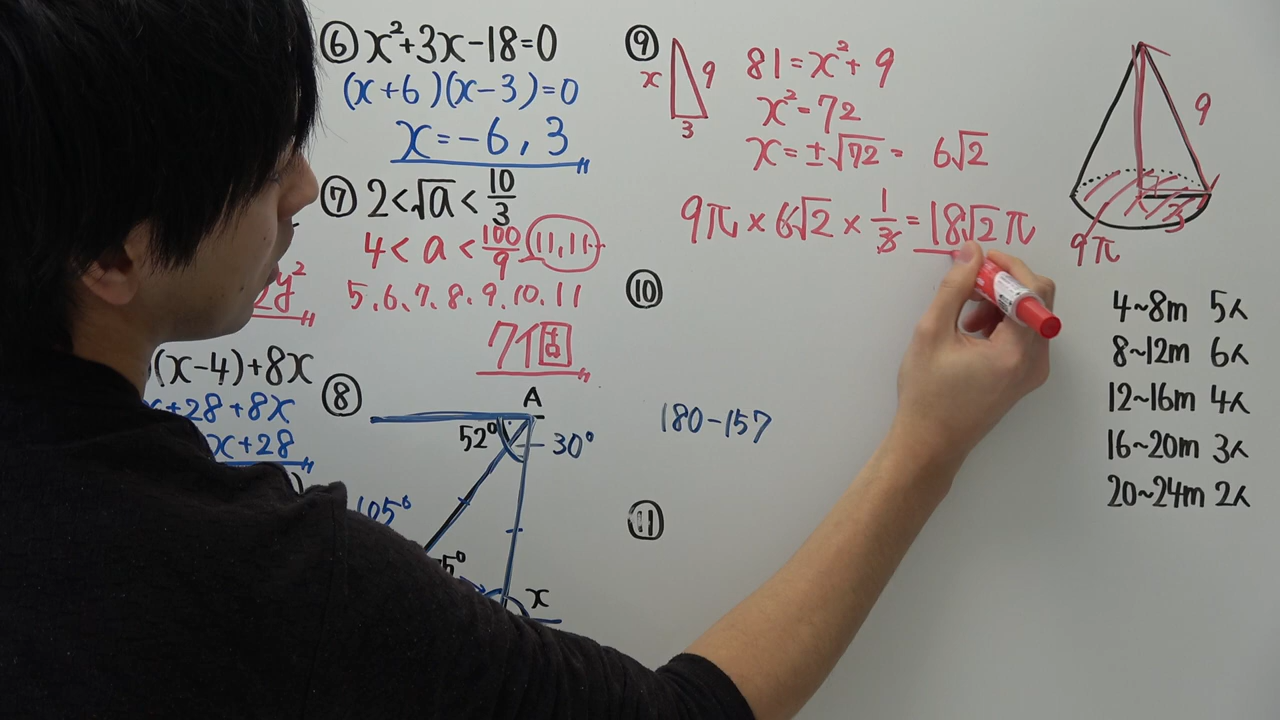 ⑥ x²+3x-18=0
(x+6)(x-3)=0
x=-6, 3
⑦ 2<√a<10/3
4<a<100/9
11,11…
5、6、7、8、9、10、11
7個
y²
(x-4)+8x
x+28+8x
x+28
⑧
A
52°
30°
105°
5°
x
⑨
x
9
3
81=x²+9
x²=72
x=±√72= 6√2
9π×6√2×1/3=18√2π
9
3
9π
⑩
180-157
⑪
4~8m 5人
8~12m 6人
12~16m 4人
16~20m 3人
20~24m 2人